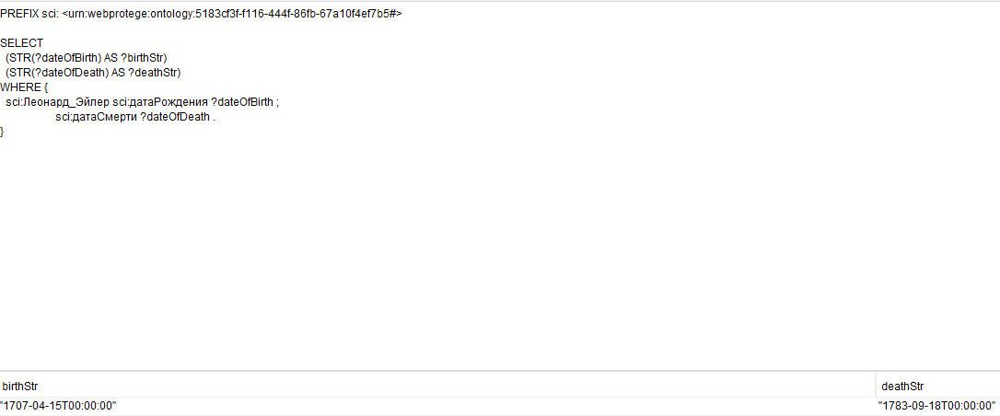 PREFIX sci: <urn:webprotege:ontology:5183cf3f-f116-444f-86fb-67a10f4ef7b5#>
SELECT
(STR(?dateOfBirth) AS ?birthStr)
(STR(?dateOfDeath) AS ?deathStr)
WHERE {
sci:Леонард_Эйлер sci:датаРождения ?dateOfBirth ;
sci:датаСмерти ?dateOfDeath .
}
birthStr deathStr
"1707-04-15T00:00:00" "1783-09-18T00:00:00"